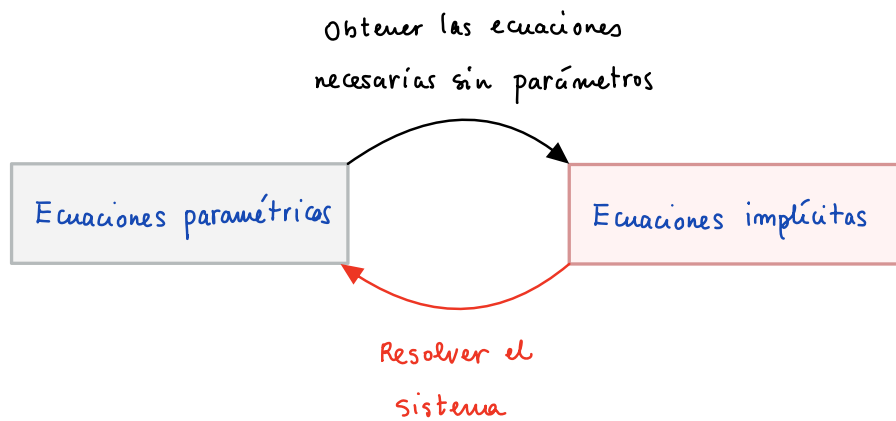 Obtener las ecuaciones
necesarias sin parámetros
Ecuaciones paramétricas
Ecuaciones implícitas
Resolver el
sistema